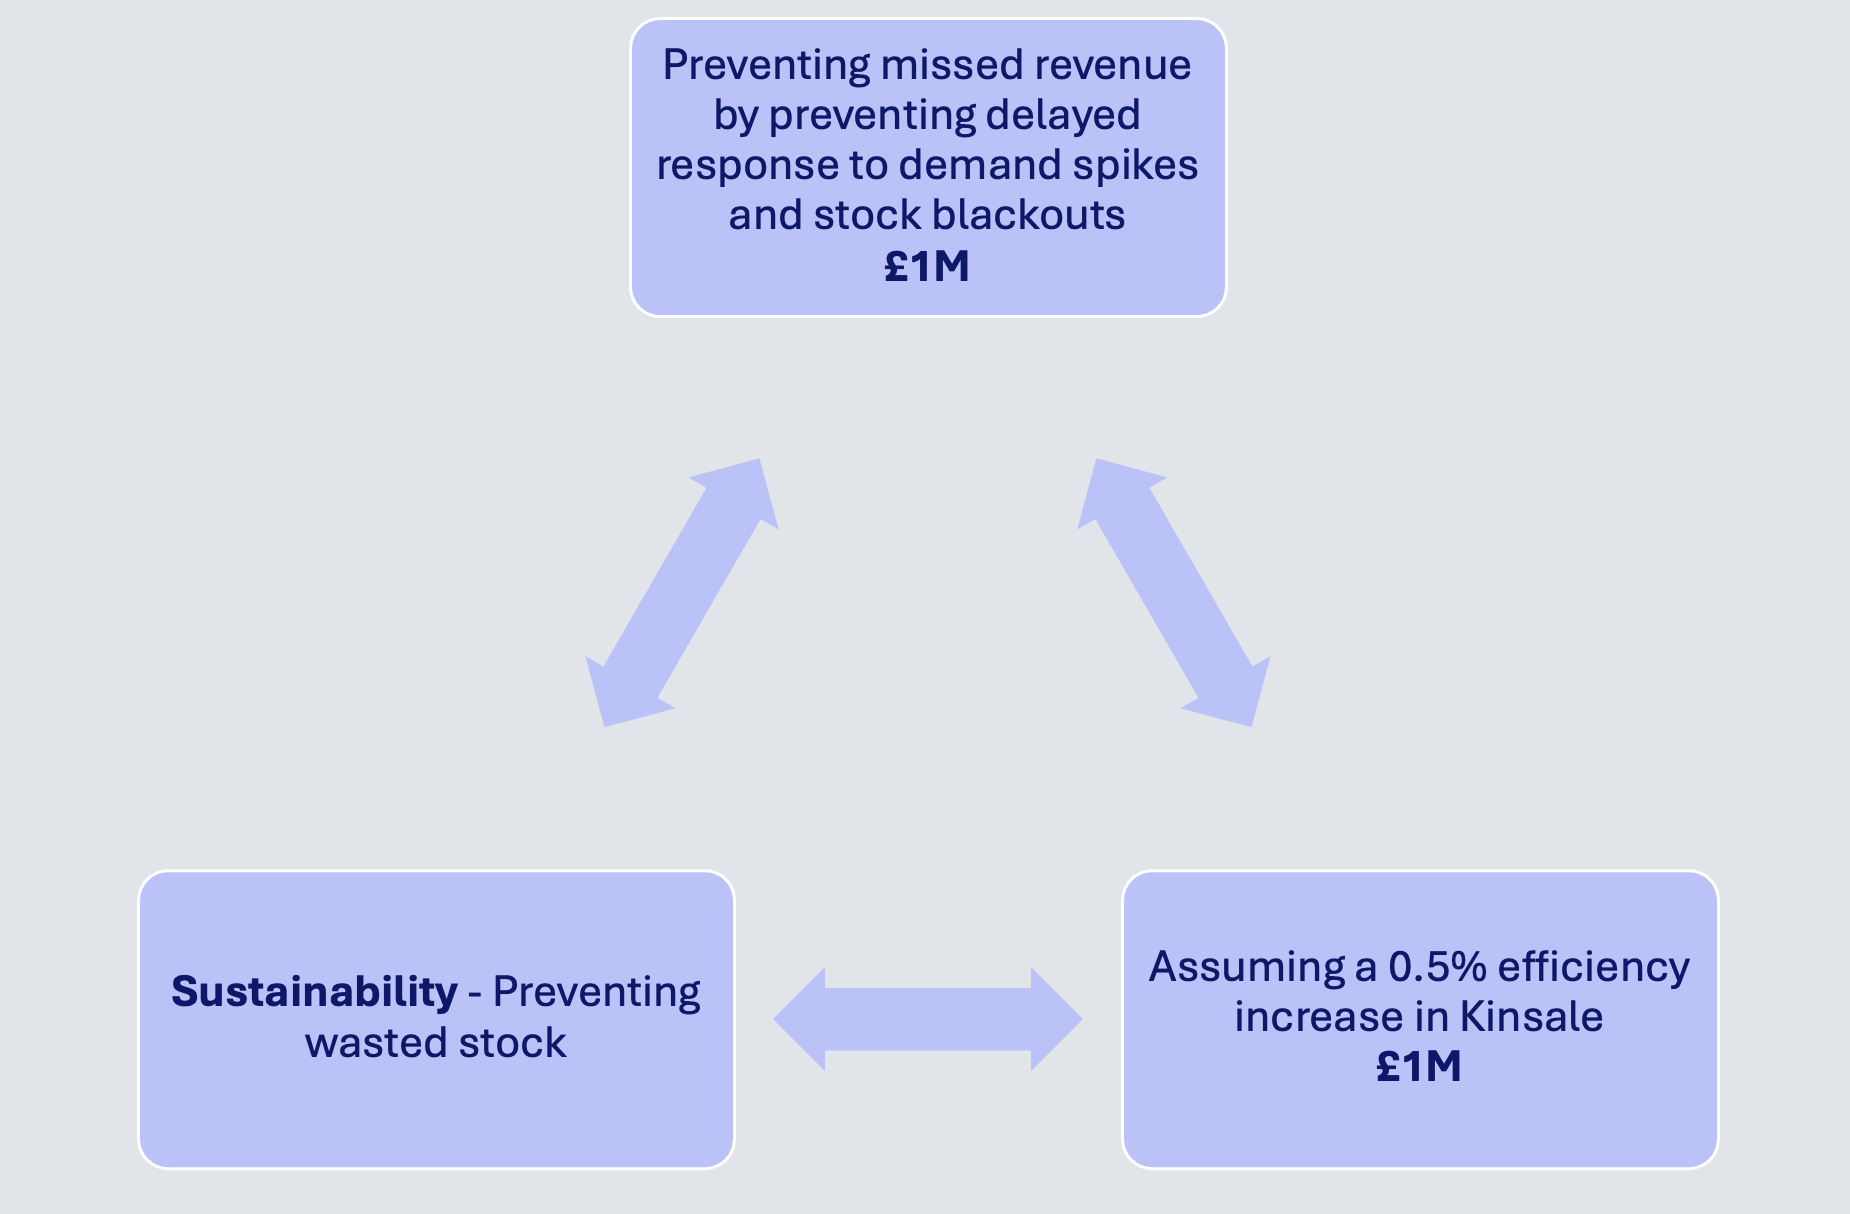 Preventing missed revenue
by preventing delayed
response to demand spikes
and stock blackouts
£1M
Sustainability - Preventing
wasted stock
Assuming a 0.5% efficiency
increase in Kinsale
£1M